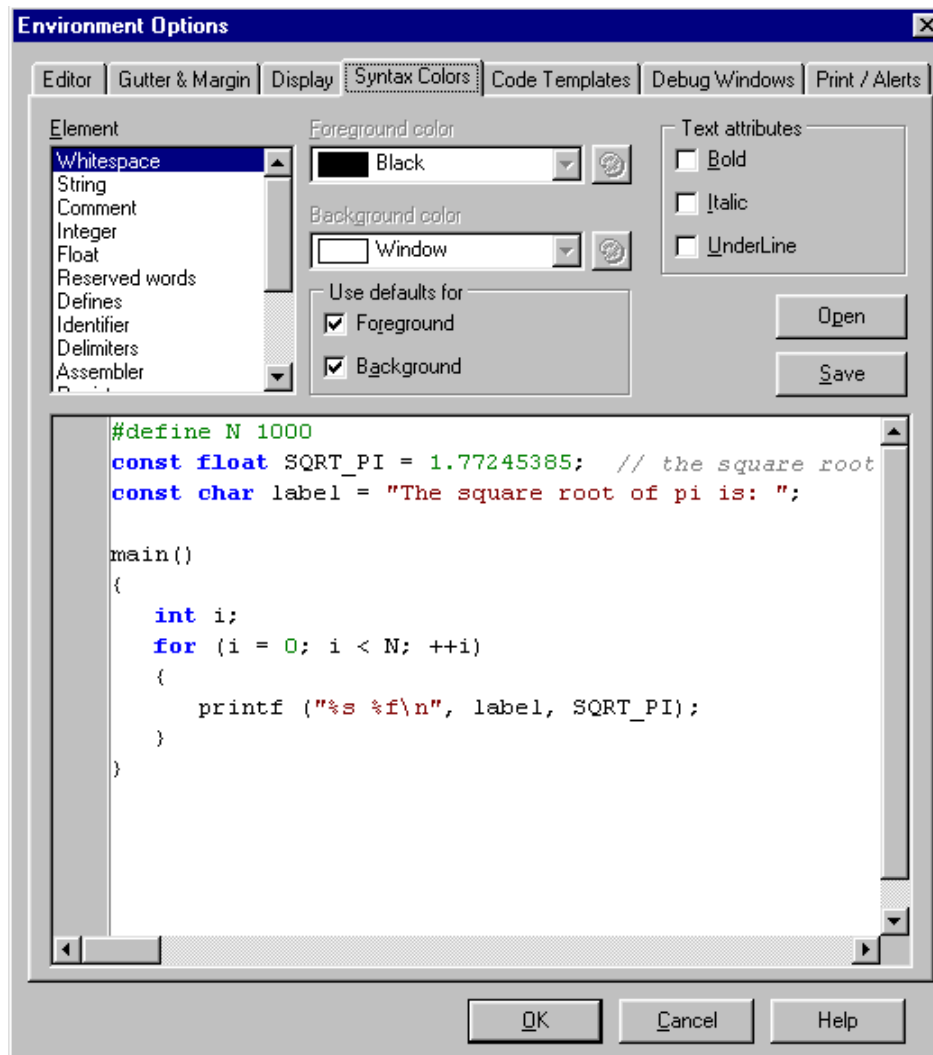 Environment Options
Editor Gutter & Margin Display Syntax Colors Code Templates Debug Windows Print / Alerts
Element
Whitespace
String
Comment
Integer
Float
Reserved words
Defines
Identifier
Delimiters
Assembler
Foreground color
Black
Background color
Window
Use defaults for
Foreground
Background
Text attributes
Bold
Italic
UnderLine
Open
Save
#define N 1000
const float SQRT_PI = 1.77245385;  // the square root
const char label = "The square root of pi is: ";
main()
{
int i;
for (i = 0; i < N; ++i)
{
printf ("%s %f\n", label, SQRT_PI);
}
}
OK Cancel Help